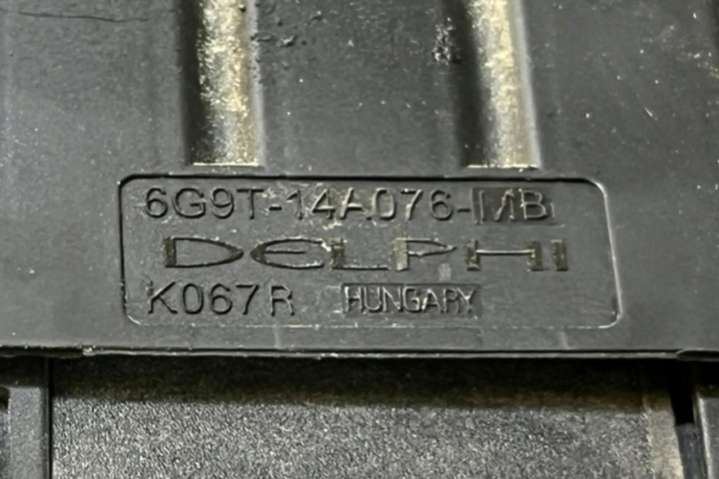 6G9T-14A076-MB
DELPHI
K067R HUNGARY